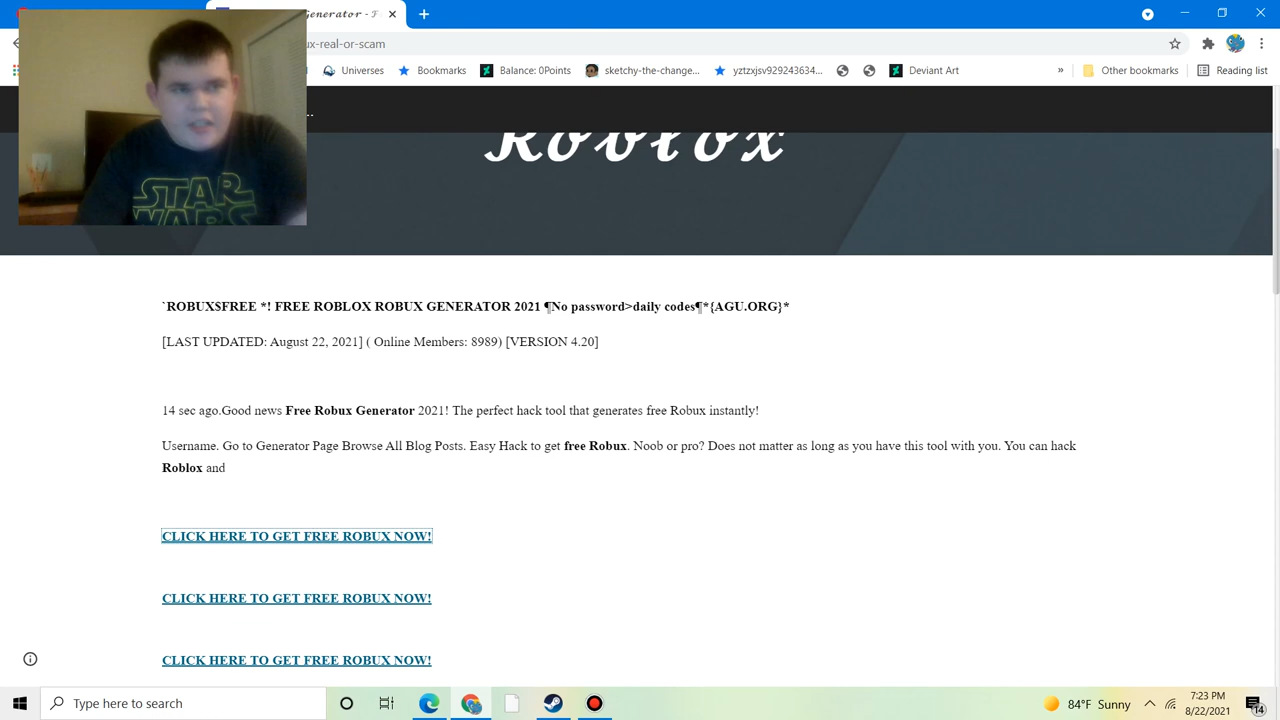 Generator - F
ux-real-or-scam
Universes
Bookmarks
Balance: 0Points
sketchy-the-change...
yztzxjsv929243634...
Deviant Art
»
Other bookmarks
Reading list
...
Roblox
STAR
WARS
`ROBUX$FREE *! FREE ROBLOX ROBUX GENERATOR 2021 ¶No password>daily codes¶*{AGU.ORG}*
[LAST UPDATED: August 22, 2021] ( Online Members: 8989) [VERSION 4.20]
14 sec ago.Good news Free Robux Generator 2021! The perfect hack tool that generates free Robux instantly!
Username. Go to Generator Page Browse All Blog Posts. Easy Hack to get free Robux. Noob or pro? Does not matter as long as you have this tool with you. You can hack
Roblox and
CLICK HERE TO GET FREE ROBUX NOW!
CLICK HERE TO GET FREE ROBUX NOW!
CLICK HERE TO GET FREE ROBUX NOW!
Type here to search
84°F Sunny
7:23 PM
8/22/2021
14